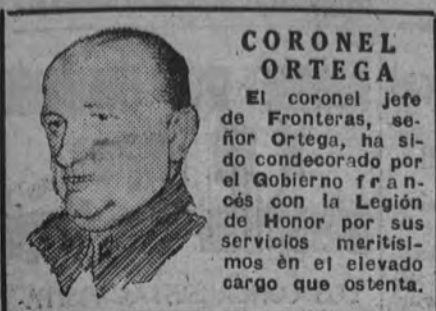 CORONEL
ORTEGA
El coronel jefe
de Fronteras, se-
ñor Ortega, ha si-
do condecorado por
el Gobierno fran-
cés con la Legión
de Honor por sus
servicios meritísi-
mos en el elevado
cargo que ostenta.